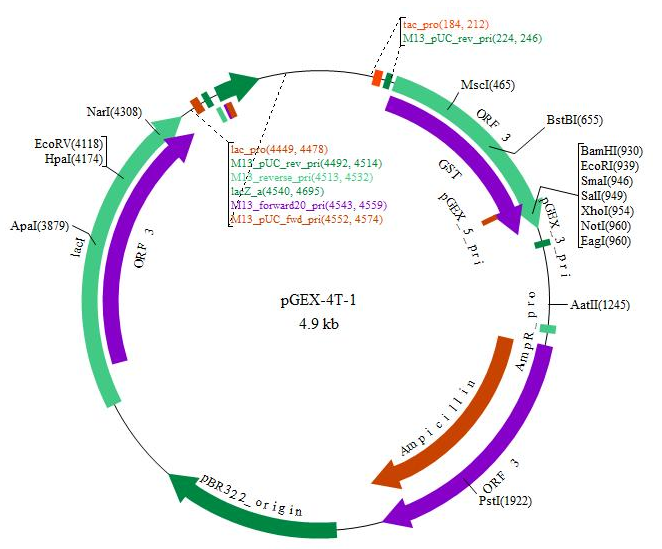 tac_pro(184, 212)
M13_pUC_rev_pri(224, 246)
MscI(465)
ORF 3
BstBI(655)
GST
BamHI(930)
EcoRI(939)
SmaI(946)
SalI(949)
XhoI(954)
NotI(960)
EagI(960)
pGEX_5_pri
pGEX_3_pri
NarI(4308)
EcoRV(4118)
HpaI(4174)
ApaI(3879)
lacI
ORF 3
lac_pro(4449, 4478)
M13_pUC_rev_pri(4492, 4514)
M13_reverse_pri(4513, 4532)
lacZ_a(4540, 4695)
M13_forward20_pri(4543, 4559)
M13_pUC_fwd_pri(4552, 4574)
pGEX-4T-1
4.9 kb
AatII(1245)
AmpR_pro
Ampicillin
ORF 3
PstI(1922)
pBR322_origin